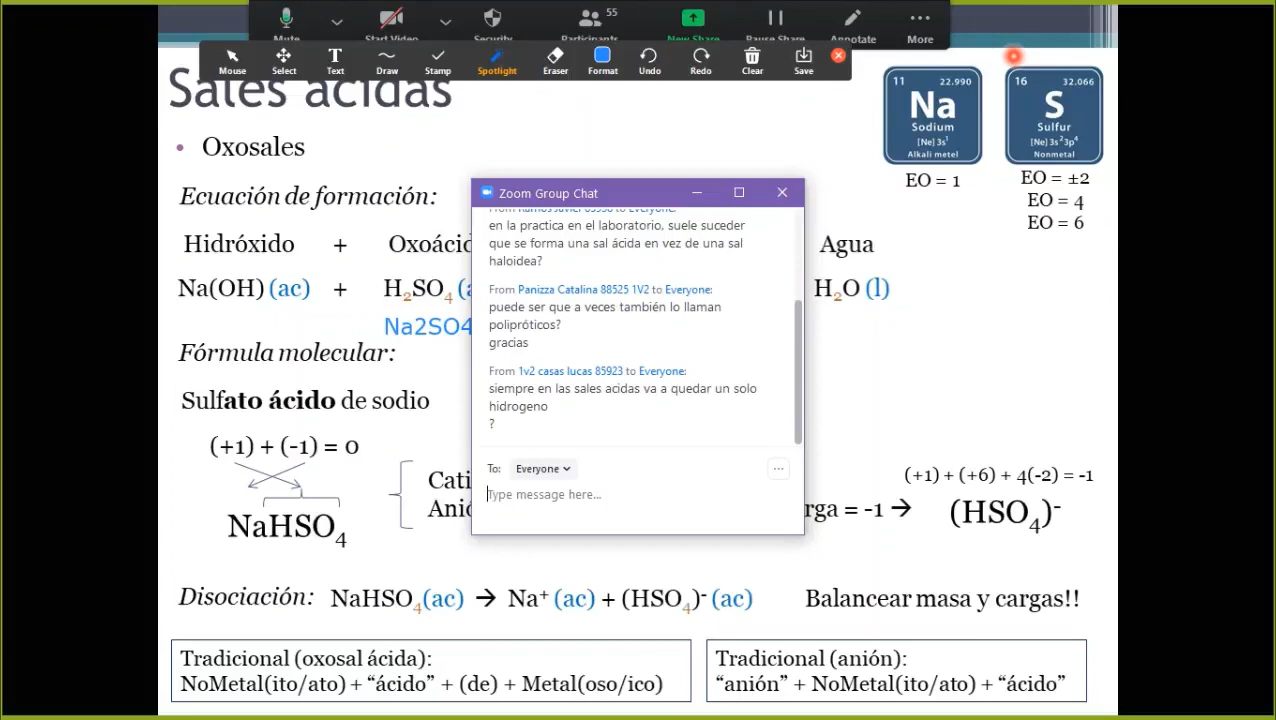 Mute
Start Video
Security
Participants
55
New Share
Pause Share
Annotate
More
Mouse
Select
Text
Draw
Stamp
Spotlight
Eraser
Format
Undo
Redo
Clear
Save
Sales ácidas
11 22.990
Na
Sodium
[Ne] 3s¹
Alkali metel
EO = 1
16 32.066
S
Sulfur
[Ne] 3s² 3p⁴
Nonmetal
EO = ±2
EO = 4
EO = 6
• Oxosales
Ecuación de formación:
Hidróxido + Oxoácid
Agua
Na(OH) (ac) + H₂SO₄ (a
H₂O (l)
Na2SO4
Fórmula molecular:
Sulfato ácido de sodio
(+1) + (-1) = 0
NaHSO₄
Cati
Anió
rga = -1 →
(+1) + (+6) + 4(-2) = -1
(HSO₄)⁻
Zoom Group Chat
From Ramos Javier to Everyone:
en la practica en el laboratorio, suele suceder
que se forma una sal ácida en vez de una sal
haloidea?
From Panizza Catalina 88525 1V2 to Everyone:
puede ser que a veces también lo llaman
polipróticos?
gracias
From 1v2 casas lucas 85923 to Everyone:
siempre en las sales acidas va a quedar un solo
hidrogeno
?
To: Everyone
Type message here...
Disociación: NaHSO₄(ac) → Na⁺ (ac) + (HSO₄)⁻ (ac) Balancear masa y cargas!!
Tradicional (oxosal ácida):
NoMetal(ito/ato) + “ácido” + (de) + Metal(oso/ico)
Tradicional (anión):
“anión” + NoMetal(ito/ato) + “ácido”